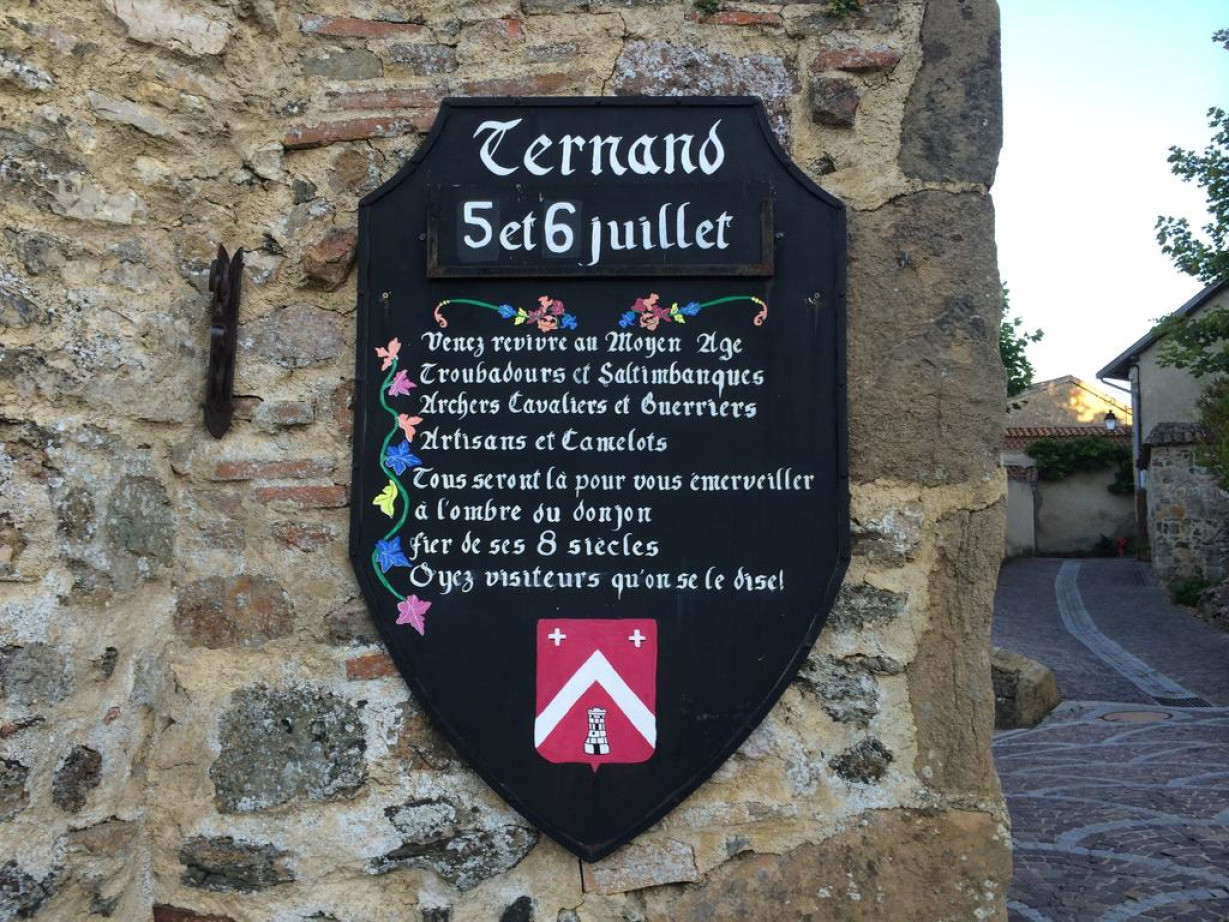 Ternand
5 et 6 juillet
Venez revivre au Moyen Age
Troubadours et Saltimbanques
Archers Cavaliers et Guerriers
Artisans et Camelots
Tous seront là pour vous émerveiller
à l'ombre du donjon
fier de ses 8 siècles
Oyez visiteurs qu'on se le dise!